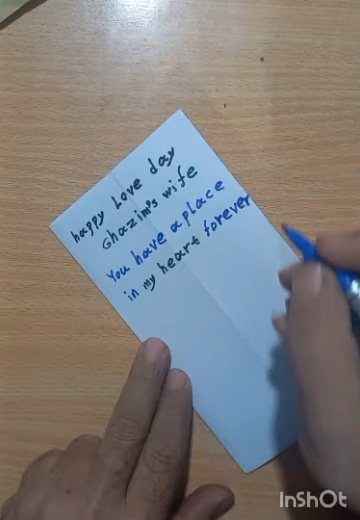 happy Love day
Ghazim's wife
You have a place
in my heart forever
InShOt